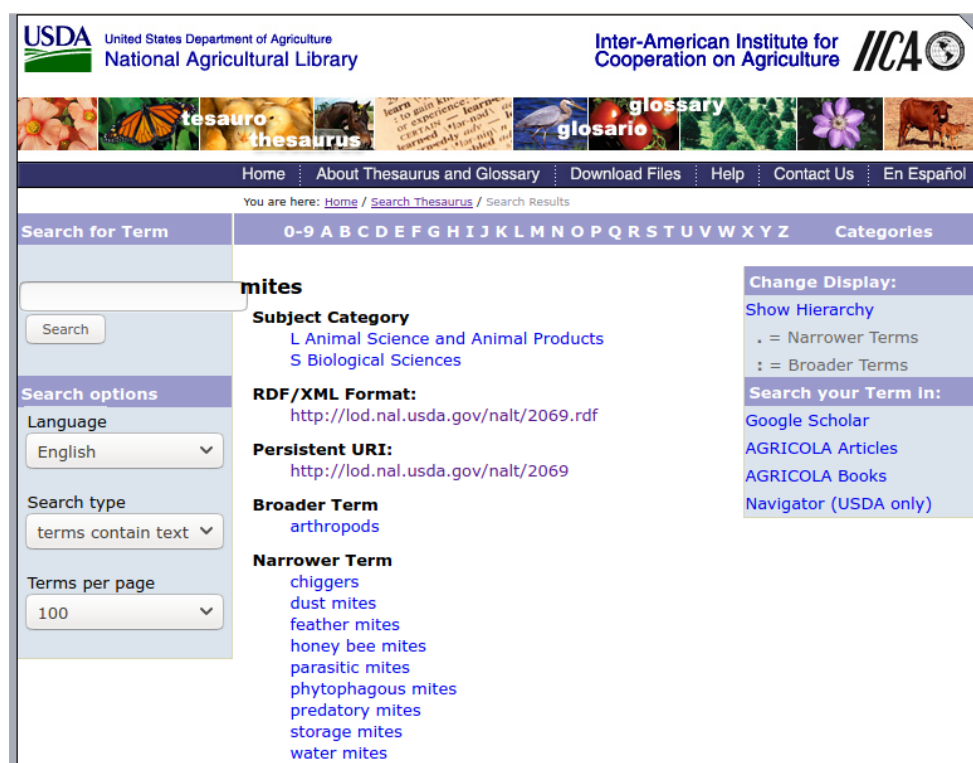 USDA
United States Department of Agriculture
National Agricultural Library
Inter-American Institute for
Cooperation on Agriculture
IICA
tesauro
thesaurus
glossary
glosario
Home About Thesaurus and Glossary Download Files Help Contact Us En Español
You are here: Home / Search Thesaurus / Search Results
Search for Term
0-9 A B C D E F G H I J K L M N O P Q R S T U V W X Y Z Categories
Search
Search options
Language
English
Search type
terms contain text
Terms per page
100
mites
Subject Category
L Animal Science and Animal Products
S Biological Sciences
RDF/XML Format:
http://lod.nal.usda.gov/nalt/2069.rdf
Persistent URI:
http://lod.nal.usda.gov/nalt/2069
Broader Term
arthropods
Narrower Term
chiggers
dust mites
feather mites
honey bee mites
parasitic mites
phytophagous mites
predatory mites
storage mites
water mites
Change Display:
Show Hierarchy
. = Narrower Terms
: = Broader Terms
Search your Term in:
Google Scholar
AGRICOLA Articles
AGRICOLA Books
Navigator (USDA only)